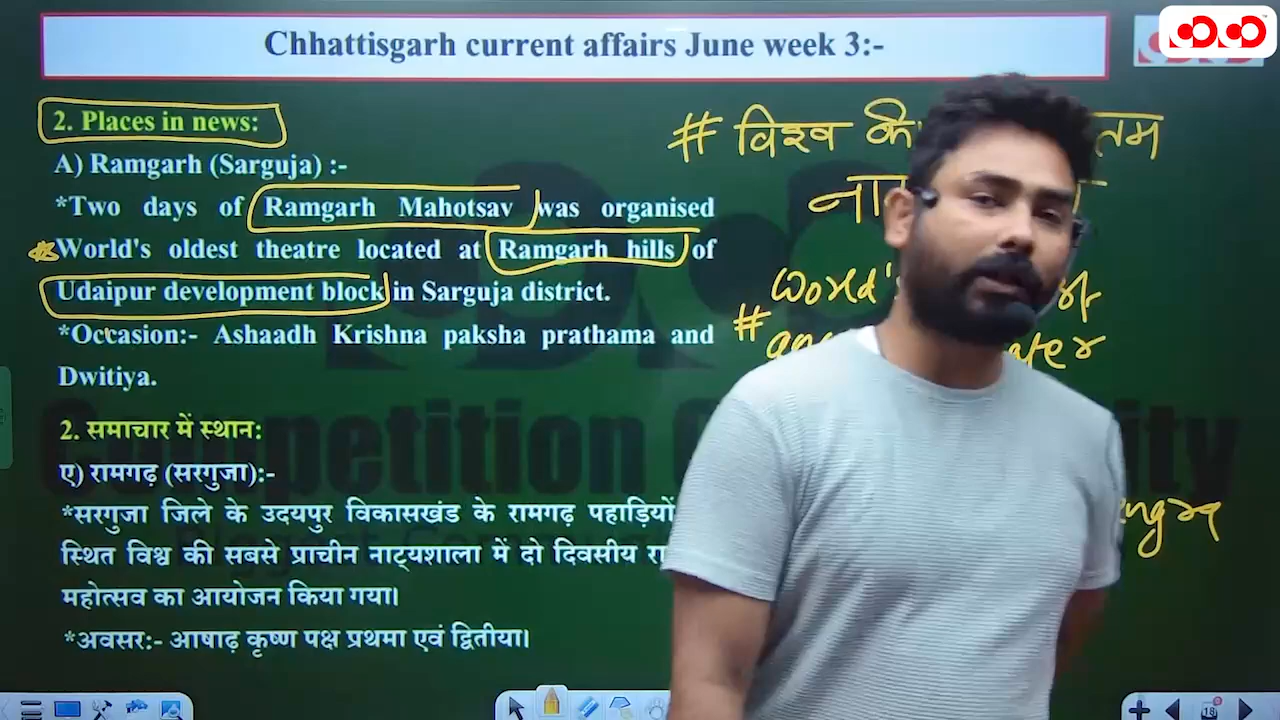 Chhattisgarh current affairs June week 3:-
2. Places in news:
A) Ramgarh (Sarguja) :-
*Two days of Ramgarh Mahotsav was organised
World's oldest theatre located at Ramgarh hills of
Udaipur development block in Sarguja district.
*Occasion:- Ashaadh Krishna paksha prathama and
Dwitiya.
2. समाचार में स्थान:
ए) रामगढ़ (सरगुजा):-
*सरगुजा जिले के उदयपुर विकासखंड के रामगढ़ पहाड़ियों
स्थित विश्व की सबसे प्राचीन नाट्यशाला में दो दिवसीय
महोत्सव का आयोजन किया गया।
*अवसर:- आषाढ़ कृष्ण पक्ष प्रथमा एवं द्वितीया।
# विश्व की
World's
#
Competition
18